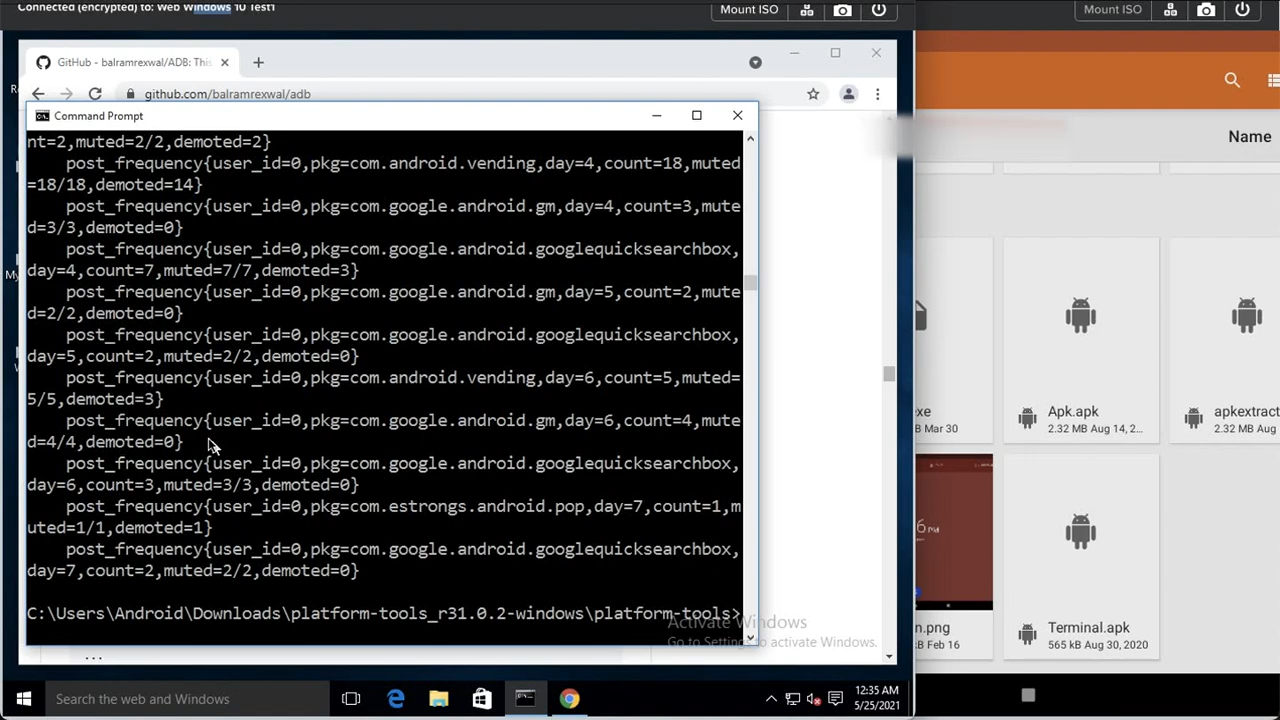 Connected (encrypted) to: Web Windows 10 Test1
Mount ISO
Mount ISO
GitHub - balramrexwal/ADB: This
github.com/balramrexwal/adb
Command Prompt
Name
nt=2,muted=2/2,demoted=2}
post_frequency{user_id=0,pkg=com.android.vending,day=4,count=18,muted
=18/18,demoted=14}
post_frequency{user_id=0,pkg=com.google.android.gm,day=4,count=3,mute
d=3/3,demoted=0}
post_frequency{user_id=0,pkg=com.google.android.googlequicksearchbox,
day=4,count=7,muted=7/7,demoted=3}
post_frequency{user_id=0,pkg=com.google.android.gm,day=5,count=2,mute
d=2/2,demoted=0}
post_frequency{user_id=0,pkg=com.google.android.googlequicksearchbox,
day=5,count=2,muted=2/2,demoted=0}
post_frequency{user_id=0,pkg=com.android.vending,day=6,count=5,muted=
5/5,demoted=3}
post_frequency{user_id=0,pkg=com.google.android.gm,day=6,count=4,mute
d=4/4,demoted=0}
post_frequency{user_id=0,pkg=com.google.android.googlequicksearchbox,
day=6,count=3,muted=3/3,demoted=0}
post_frequency{user_id=0,pkg=com.estrongs.android.pop,day=7,count=1,m
uted=1/1,demoted=1}
post_frequency{user_id=0,pkg=com.google.android.googlequicksearchbox,
day=7,count=2,muted=2/2,demoted=0}
C:\Users\Android\Downloads\platform-tools_r31.0.2-windows\platform-tools>
Activate Windows
Go to Settings to activate Windows.
...
exe
B Mar 30
Apk.apk
2.32 MB Aug 14, 2...
apkextract
2.32 MB Aug
n.png
B Feb 16
Terminal.apk
565 kB Aug 30, 2020
Search the web and Windows
12:35 AM
5/25/2021